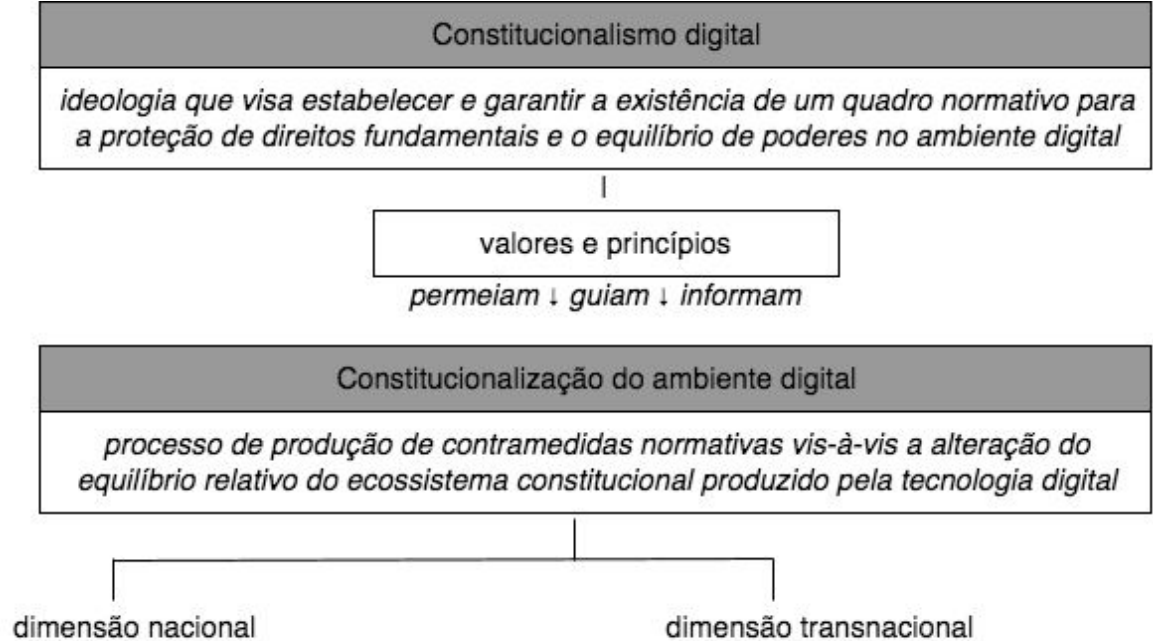 Constitucionalismo digital
ideologia que visa estabelecer e garantir a existência de um quadro normativo para
a proteção de direitos fundamentais e o equilíbrio de poderes no ambiente digital
valores e princípios
permeiam ↓ guiam ↓ informam
Constitucionalização do ambiente digital
processo de produção de contramedidas normativas vis-à-vis a alteração do
equilíbrio relativo do ecossistema constitucional produzido pela tecnologia digital
dimensão nacional
dimensão transnacional